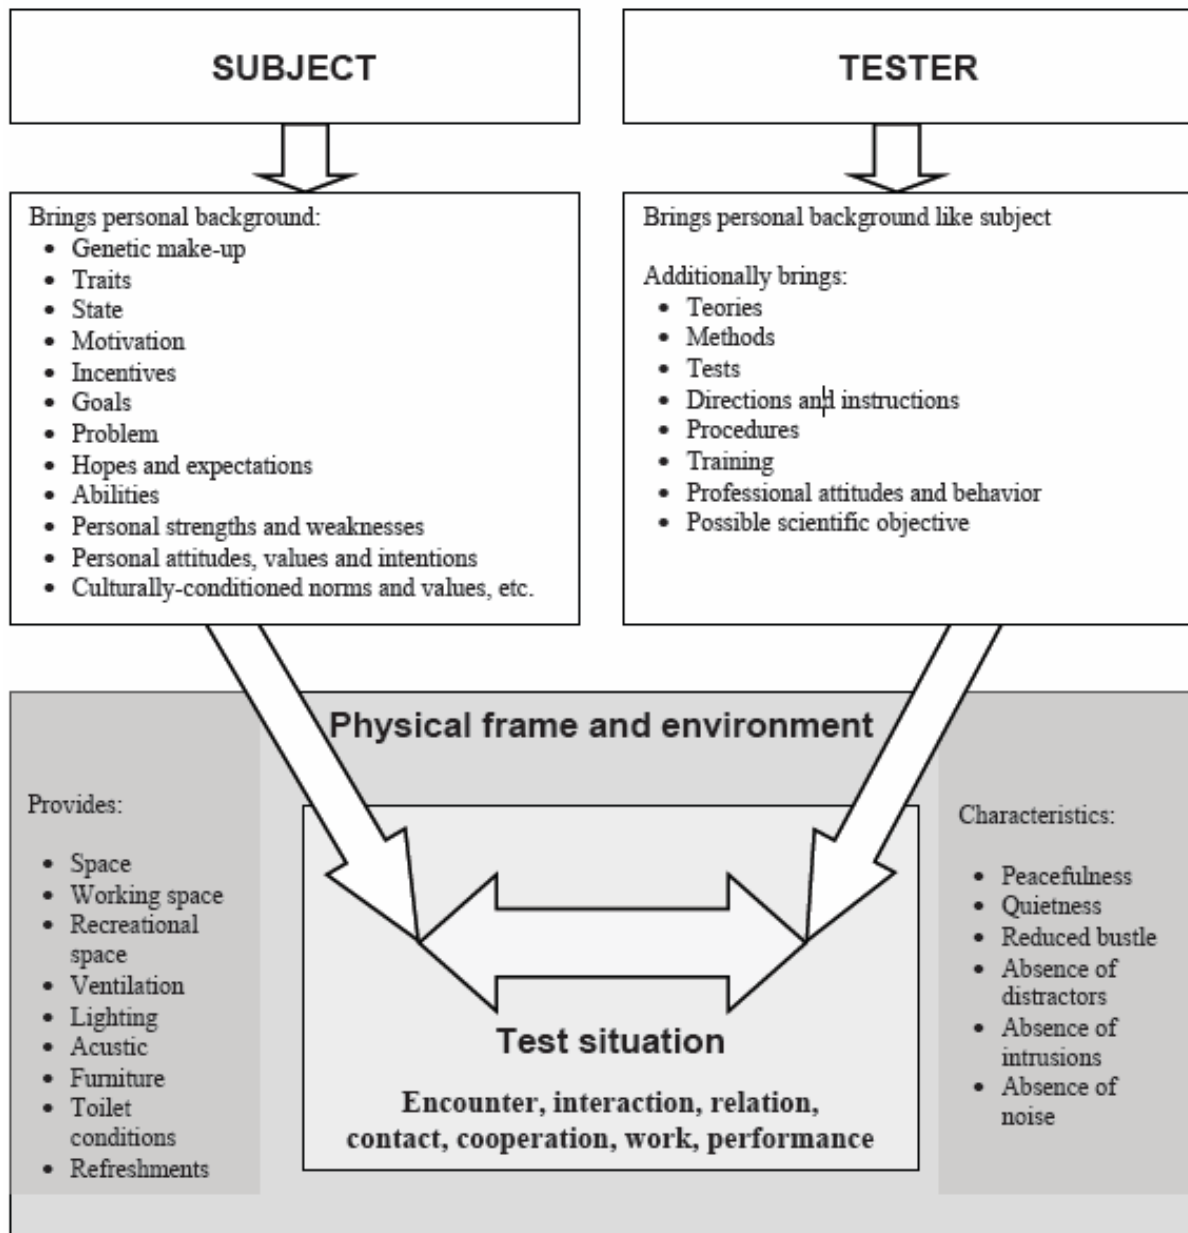 SUBJECT
TESTER
Brings personal background:
• Genetic make-up
• Traits
• State
• Motivation
• Incentives
• Goals
• Problem
• Hopes and expectations
• Abilities
• Personal strengths and weaknesses
• Personal attitudes, values and intentions
• Culturally-conditioned norms and values, etc.
Brings personal background like subject
Additionally brings:
• Teories
• Methods
• Tests
• Directions and instructions
• Procedures
• Training
• Professional attitudes and behavior
• Possible scientific objective
Physical frame and environment
Provides:
• Space
• Working space
• Recreational
space
• Ventilation
• Lighting
• Acustic
• Furniture
• Toilet
conditions
• Refreshments
Test situation
Encounter, interaction, relation,
contact, cooperation, work, performance
Characteristics:
• Peacefulness
• Quietness
• Reduced bustle
• Absence of
distractors
• Absence of
intrusions
• Absence of
noise